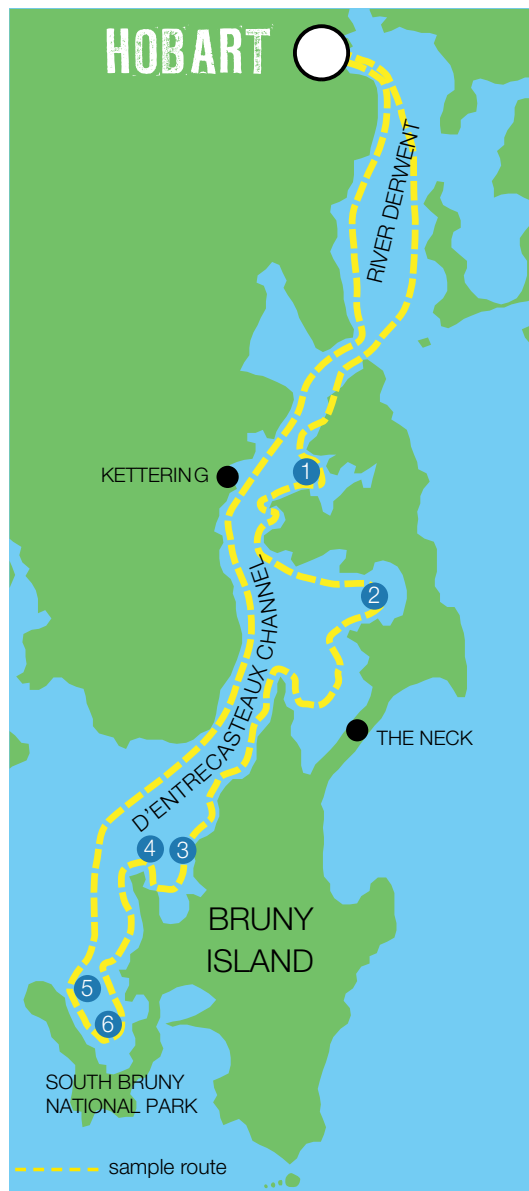 HOBART
RIVER DERWENT
1
KETTERING
2
D'ENTRECASTEAUX CHANNEL
THE NECK
4
3
BRUNY
ISLAND
5
6
SOUTH BRUNY
NATIONAL PARK
sample route